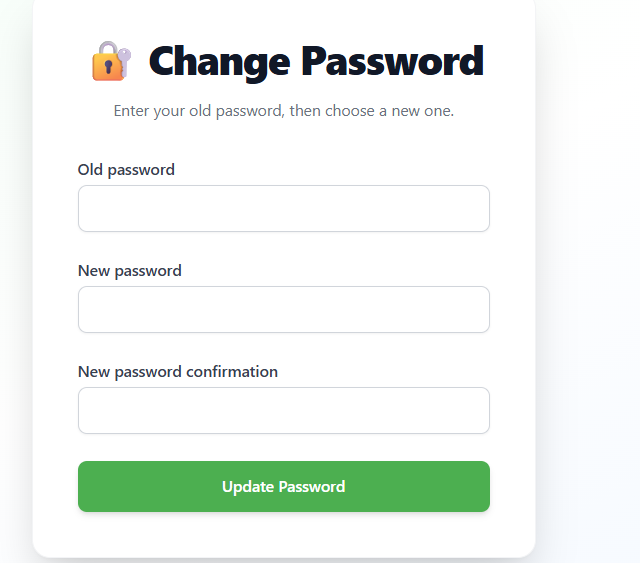 Change Password
Enter your old password, then choose a new one.
Old password
New password
New password confirmation
Update Password